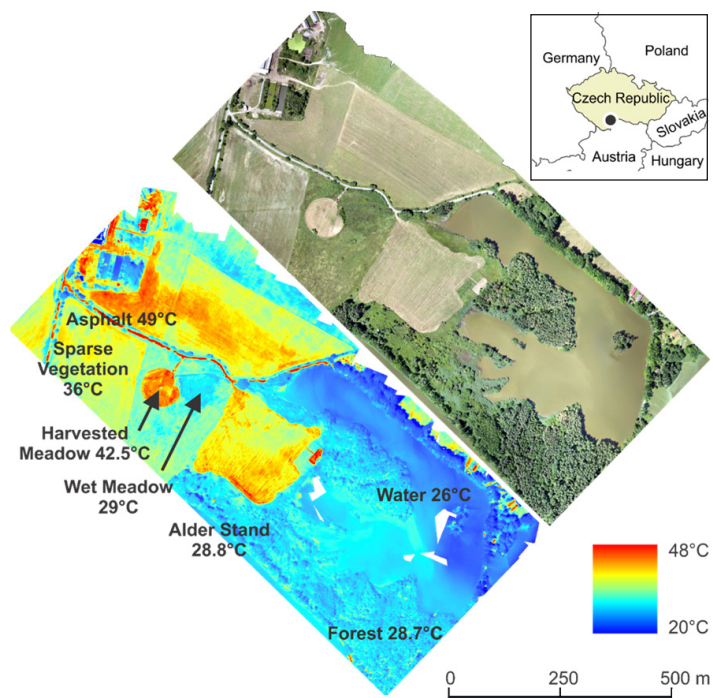 Germany
Poland
Czech Republic
Slovakia
Austria
Hungary
Asphalt 49°C
Sparse
Vegetation
36°C
Harvested
Meadow 42.5°C
Wet Meadow
29°C
Alder Stand
28.8°C
Water 26°C
Forest 28.7°C
48°C
20°C
0 250 500 m